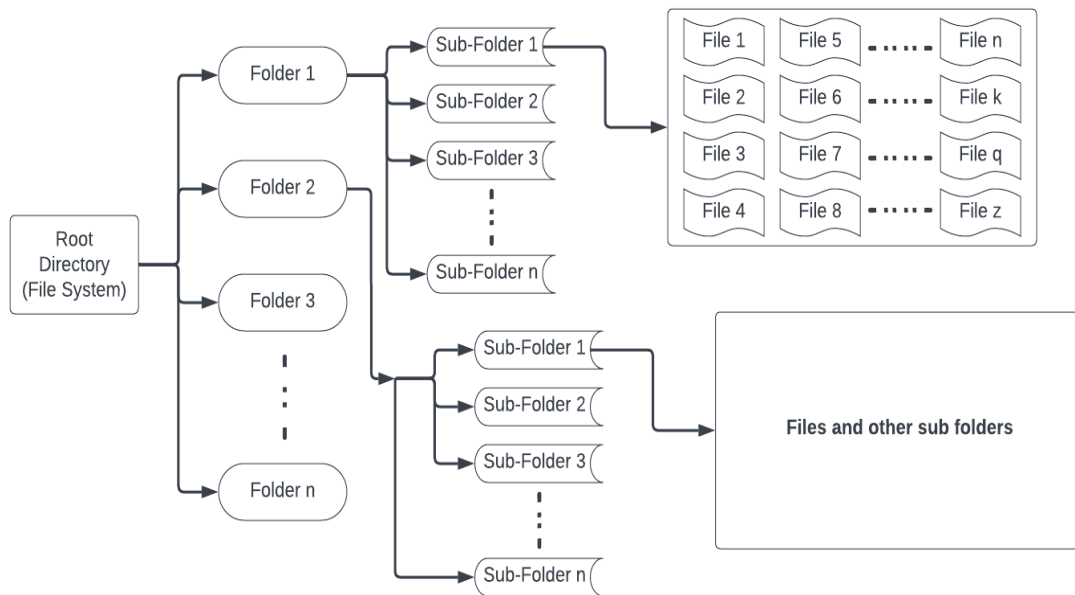 Root
Directory
(File System)
Folder 1
Folder 2
Folder 3
Folder n
Sub-Folder 1
Sub-Folder 2
Sub-Folder 3
Sub-Folder n
File 1 File 5 File n
File 2 File 6 File k
File 3 File 7 File q
File 4 File 8 File z
Sub-Folder 1
Sub-Folder 2
Sub-Folder 3
Sub-Folder n
Files and other sub folders